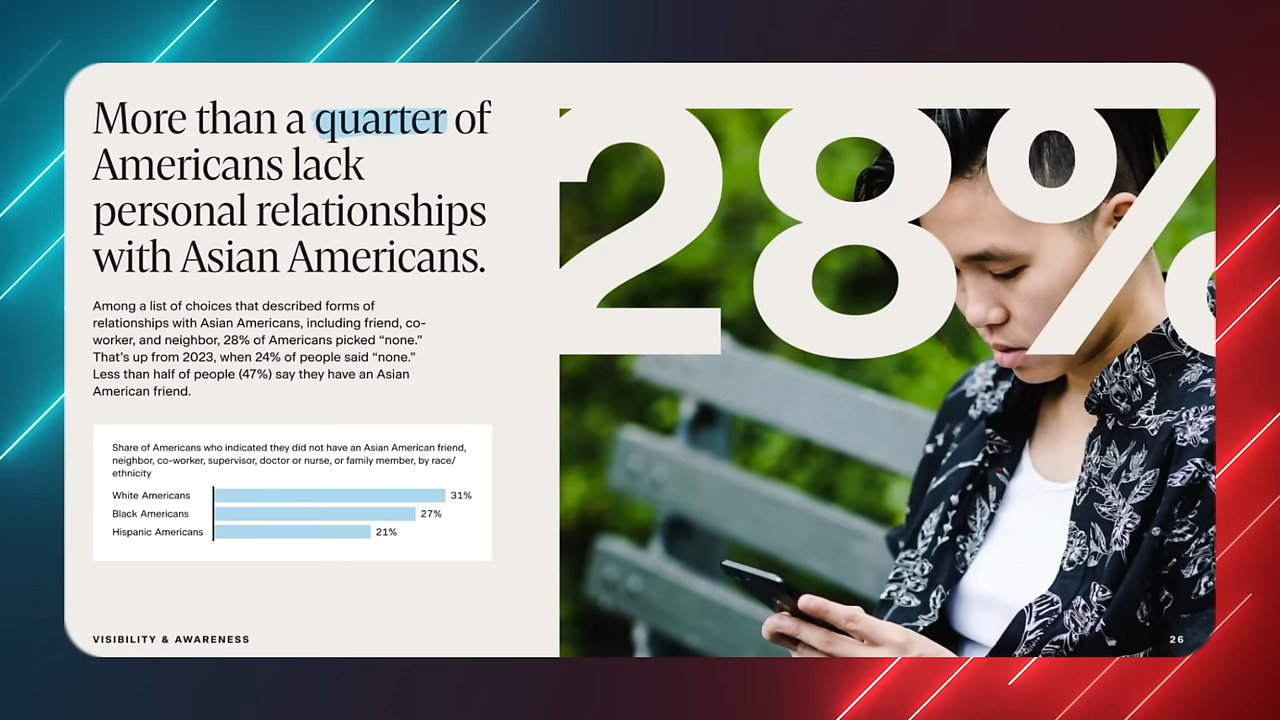 More than a quarter of
Americans lack
personal relationships
with Asian Americans.
Among a list of choices that described forms of
relationships with Asian Americans, including friend, co-
worker, and neighbor, 28% of Americans picked “none.”
That’s up from 2023, when 24% of people said “none.”
Less than half of people (47%) say they have an Asian
American friend.
Share of Americans who indicated they did not have an Asian American friend,
neighbor, co-worker, supervisor, doctor or nurse, or family member, by race/
ethnicity
White Americans 31%
Black Americans 27%
Hispanic Americans 21%
VISIBILITY & AWARENESS
28%
26